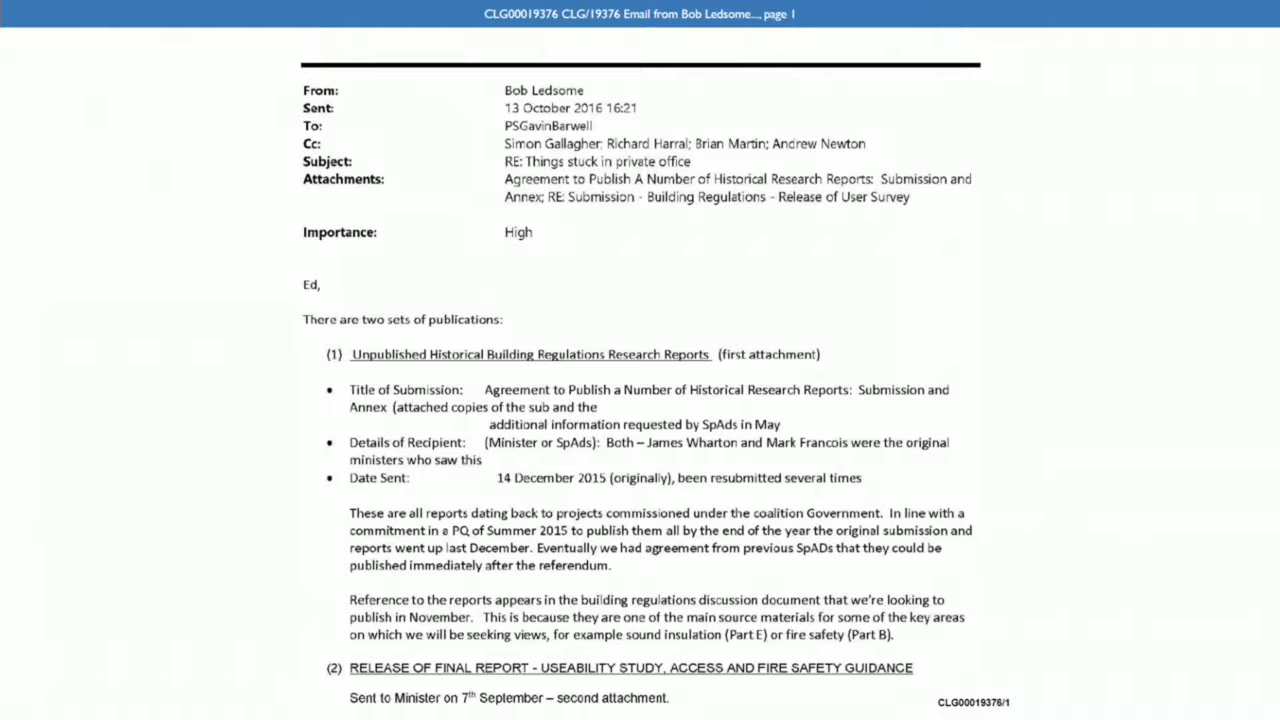 CLG00019376 CLG/19376 Email from Bob Ledsome..., page 1
From: Bob Ledsome
Sent: 13 October 2016 16:21
To: PSGavinBarwell
Cc: Simon Gallagher; Richard Harral; Brian Martin; Andrew Newton
Subject: RE: Things stuck in private office
Attachments: Agreement to Publish A Number of Historical Research Reports: Submission and
Annex; RE: Submission - Building Regulations - Release of User Survey
Importance: High
Ed,
There are two sets of publications:
(1) Unpublished Historical Building Regulations Research Reports (first attachment)
• Title of Submission: Agreement to Publish a Number of Historical Research Reports: Submission and
Annex (attached copies of the sub and the
additional information requested by SpAds in May
• Details of Recipient: (Minister or SpAds): Both – James Wharton and Mark Francois were the original
ministers who saw this
• Date Sent: 14 December 2015 (originally), been resubmitted several times
These are all reports dating back to projects commissioned under the coalition Government. In line with a
commitment in a PQ of Summer 2015 to publish them all by the end of the year the original submission and
reports went up last December. Eventually we had agreement from previous SpADs that they could be
published immediately after the referendum.
Reference to the reports appears in the building regulations discussion document that we're looking to
publish in November. This is because they are one of the main source materials for some of the key areas
on which we will be seeking views, for example sound insulation (Part E) or fire safety (Part B).
(2) RELEASE OF FINAL REPORT - USEABILITY STUDY, ACCESS AND FIRE SAFETY GUIDANCE
Sent to Minister on 7th September – second attachment.
CLG00019376/1